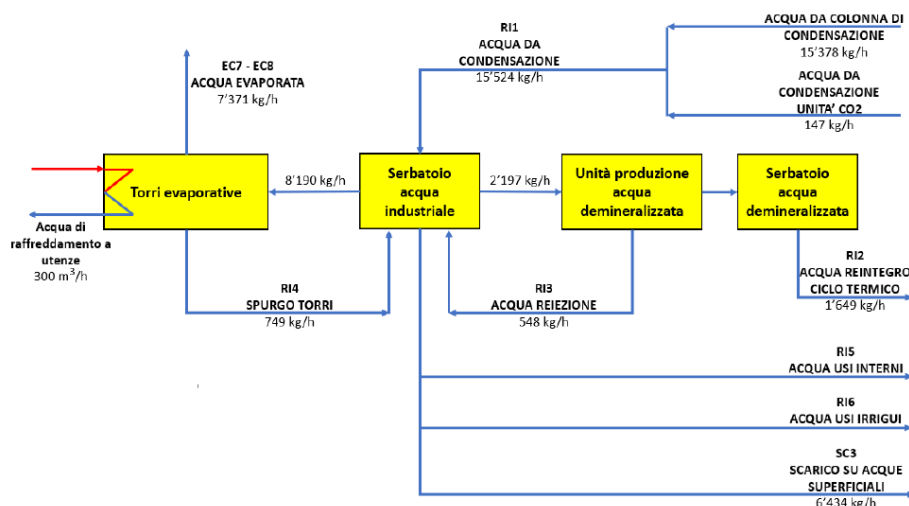 ACQUA DA COLONNA DI
CONDENSAZIONE
15’378 kg/h
RI1
ACQUA DA
CONDENSAZIONE
15’524 kg/h
EC7 - EC8
ACQUA EVAPORATA
7’371 kg/h
ACQUA DA
CONDENSAZIONE
UNITA’ CO2
147 kg/h
Torri evaporative
8’190 kg/h
Serbatoio
acqua
industriale
2’197 kg/h
Unità produzione
acqua
demineralizzata
Serbatoio
acqua
demineralizzata
Acqua di
raffreddamento a
utenze
300 m³/h
RI4
SPURGO TORRI
749 kg/h
RI3
ACQUA REIEZIONE
548 kg/h
RI2
ACQUA REINTEGRO
CICLO TERMICO
1’649 kg/h
RI5
ACQUA USI INTERNI
RI6
ACQUA USI IRRIGUI
SC3
SCARICO SU ACQUE
SUPERFICIALI
6’434 kg/h